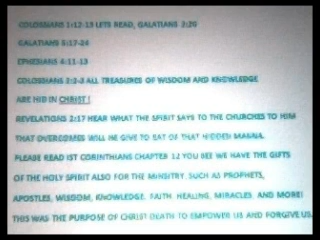 COLOSSIANS 1:12-13 LETS READ, GALATIANS 2:20
GALATIANS 5:17-24
EPHESIANS 4:11-13
COLOSSIANS 2:2-3 ALL TREASURES OF WISDOM AND KNOWLEDGE
ARE HID IN CHRIST !
REVELATIONS 2:17 HEAR WHAT THE SPIRIT SAYS TO THE CHURCHES TO HIM
THAT OVERCOMES WILL HE GIVE TO EAT OF THAT HIDDEN MANNA.
PLEASE READ IST CORINTHIANS CHAPTER 12 YOU SEE WE HAVE THE GIFTS
OF THE HOLY SPIRIT ALSO FOR THE MINISTRY. SUCH AS PROPHETS,
APOSTLES, WISDOM, KNOWLEDGE. FAITH HEALING, MIRACLES AND MORE!
THIS WAS THE PURPOSE OF CHRIST DEATH TO EMPOWER US AND FORGIVE US.